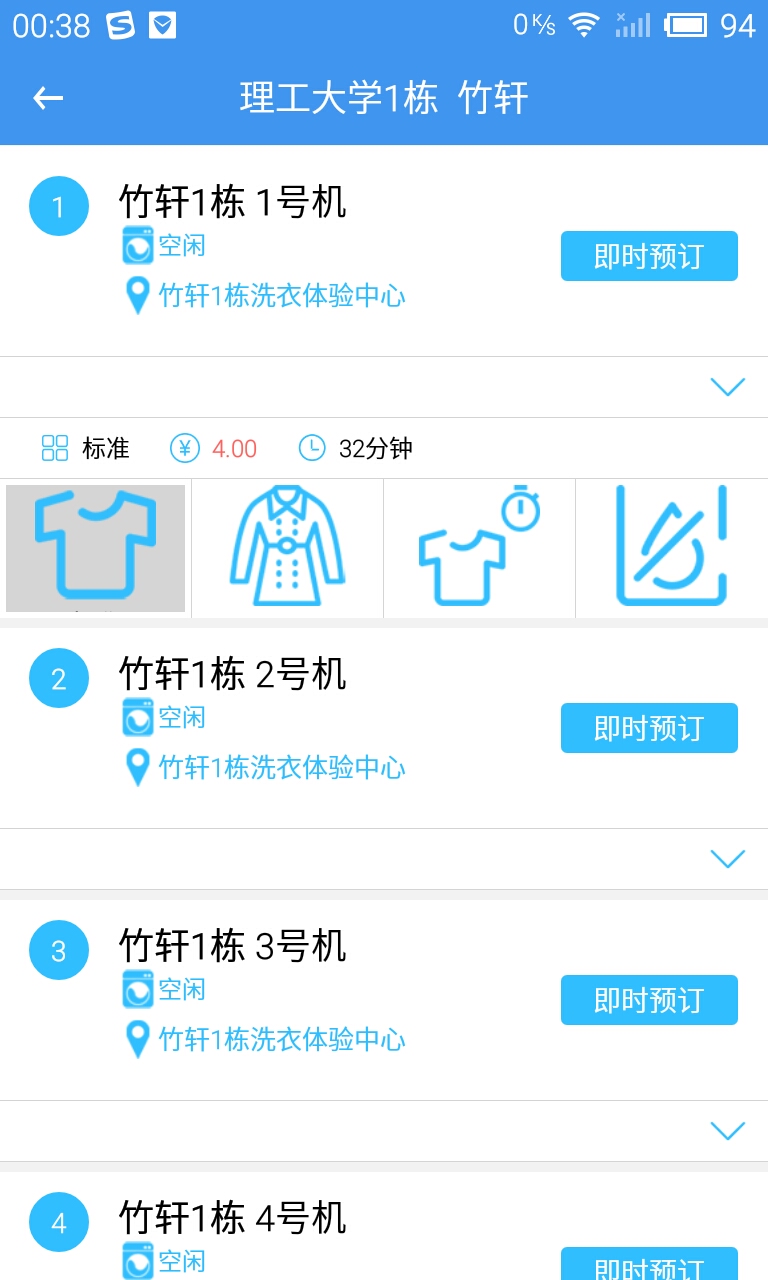 00:38 0 K/s 94
理工大学1栋 竹轩
1 竹轩1栋 1号机
空闲
即时预订
竹轩1栋洗衣体验中心
标准 ¥ 4.00 32分钟
2 竹轩1栋 2号机
空闲
即时预订
竹轩1栋洗衣体验中心
3 竹轩1栋 3号机
空闲
即时预订
竹轩1栋洗衣体验中心
4 竹轩1栋 4号机
空闲
即时预订